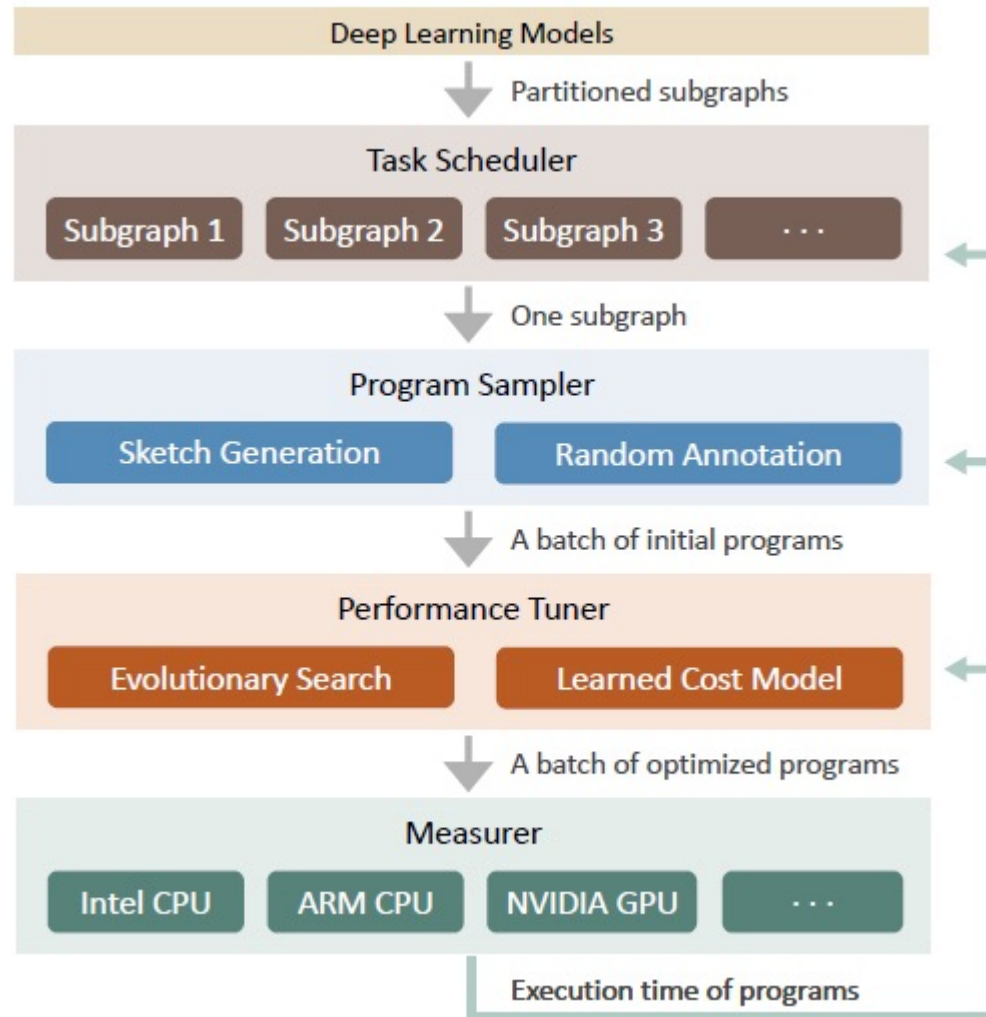 Deep Learning Models
Partitioned subgraphs
Task Scheduler
Subgraph 1 Subgraph 2 Subgraph 3 ...
One subgraph
Program Sampler
Sketch Generation Random Annotation
A batch of initial programs
Performance Tuner
Evolutionary Search Learned Cost Model
A batch of optimized programs
Measurer
Intel CPU ARM CPU NVIDIA GPU ...
Execution time of programs